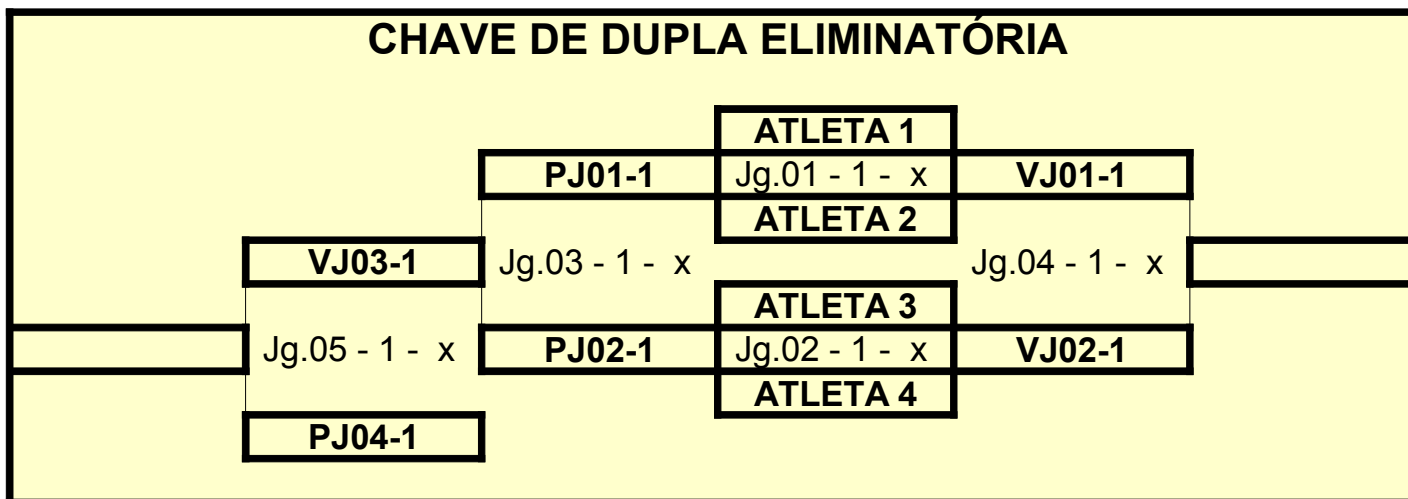 CHAVE DE DUPLA ELIMINATÓRIA
ATLETA 1
PJ01-1 Jg.01 - 1 - x VJ01-1
ATLETA 2
VJ03-1 Jg.03 - 1 - x Jg.04 - 1 - x
ATLETA 3
Jg.05 - 1 - x PJ02-1 Jg.02 - 1 - x VJ02-1
ATLETA 4
PJ04-1